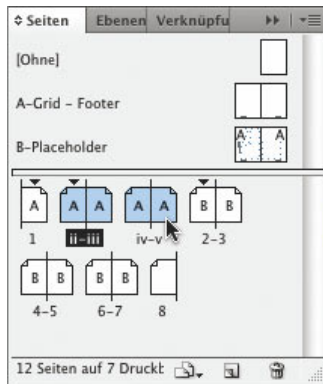 Seiten Ebenen Verknüpfu
[Ohne]
A-Grid - Footer
B-Placeholder
A A
A A A A A B B
1 ii-iii iv-v 2-3
B B B B
4-5 6-7 8
12 Seiten auf 7 Druckt